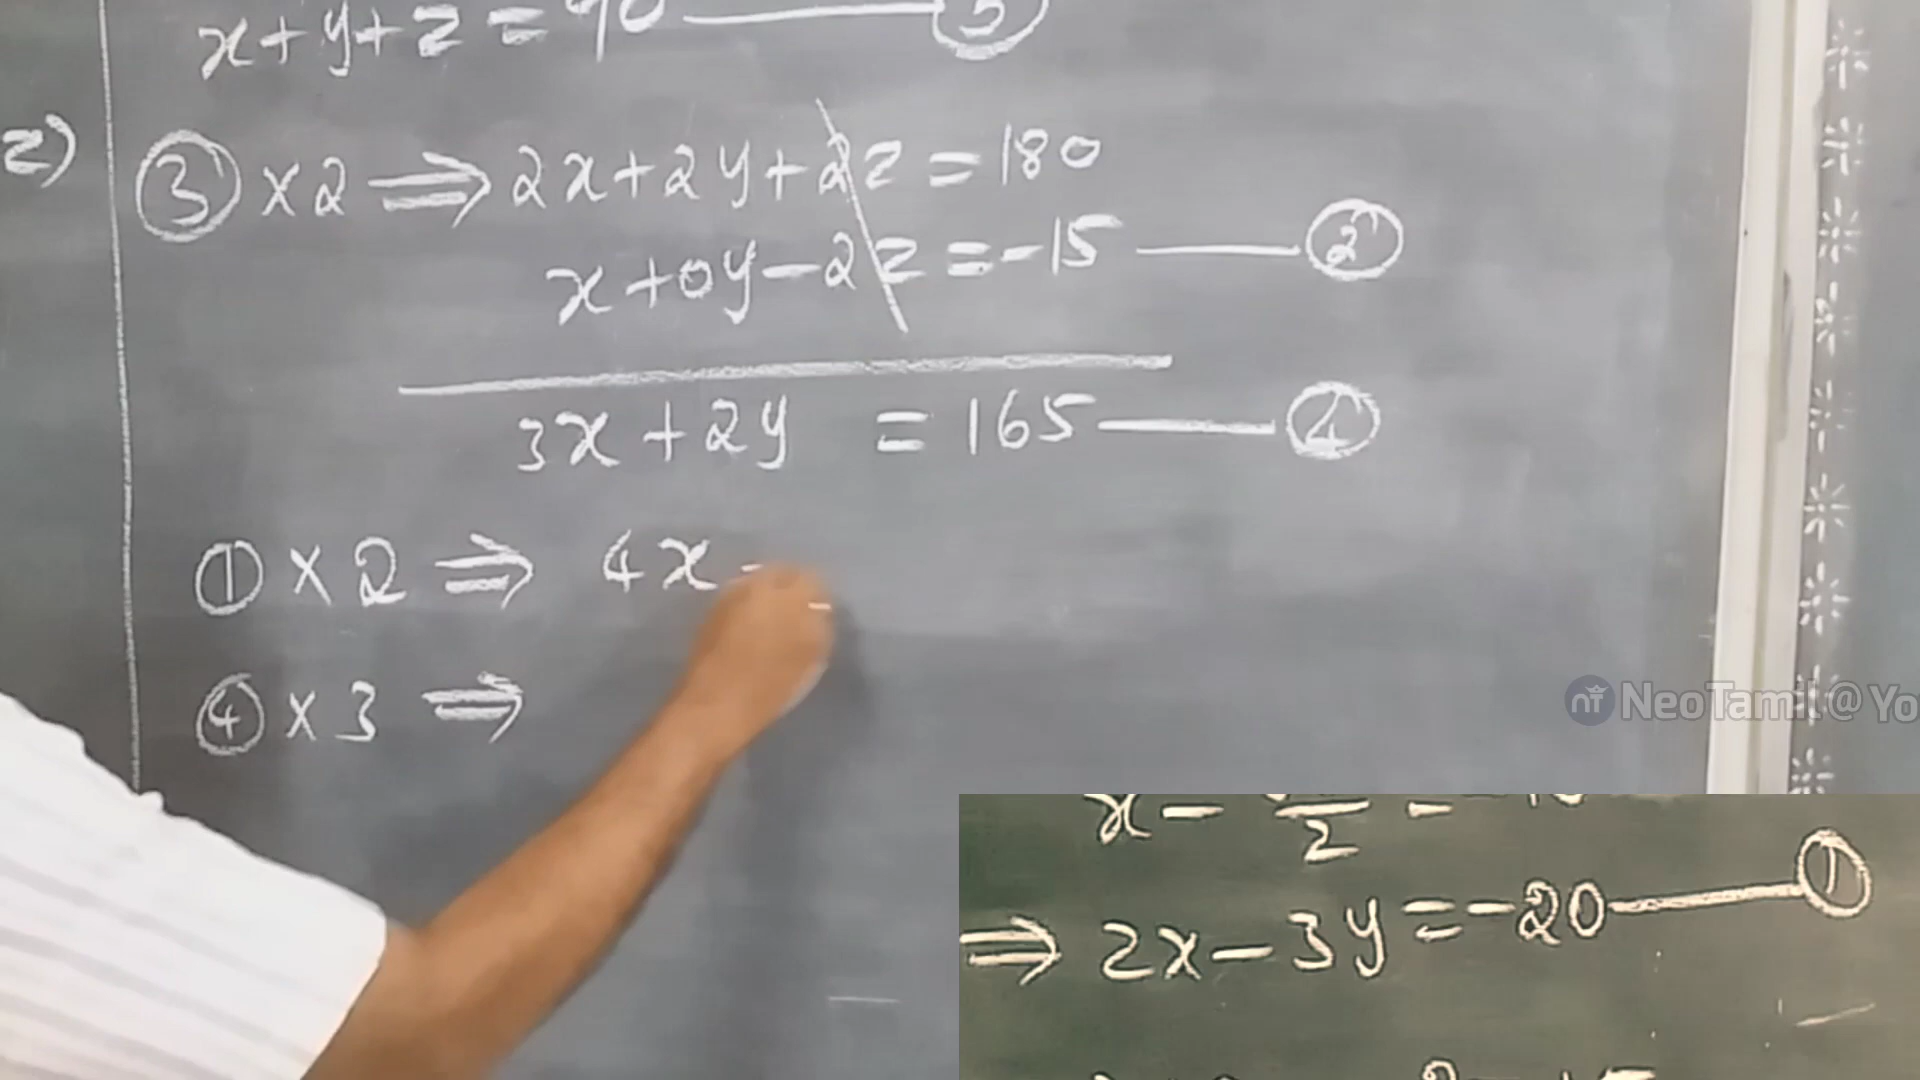 x+y+z=90 ——— ③
2) ③ ×2 ⇒ 2x+2y+2z=180
x+0y-2z=-15 ——— ②
3x+2y = 165 ——— ④
① × 2 ⇒ 4x -
④ × 3 ⇒
NeoTamil@Yo
⇒ 2x-3y=-20 ——— ①